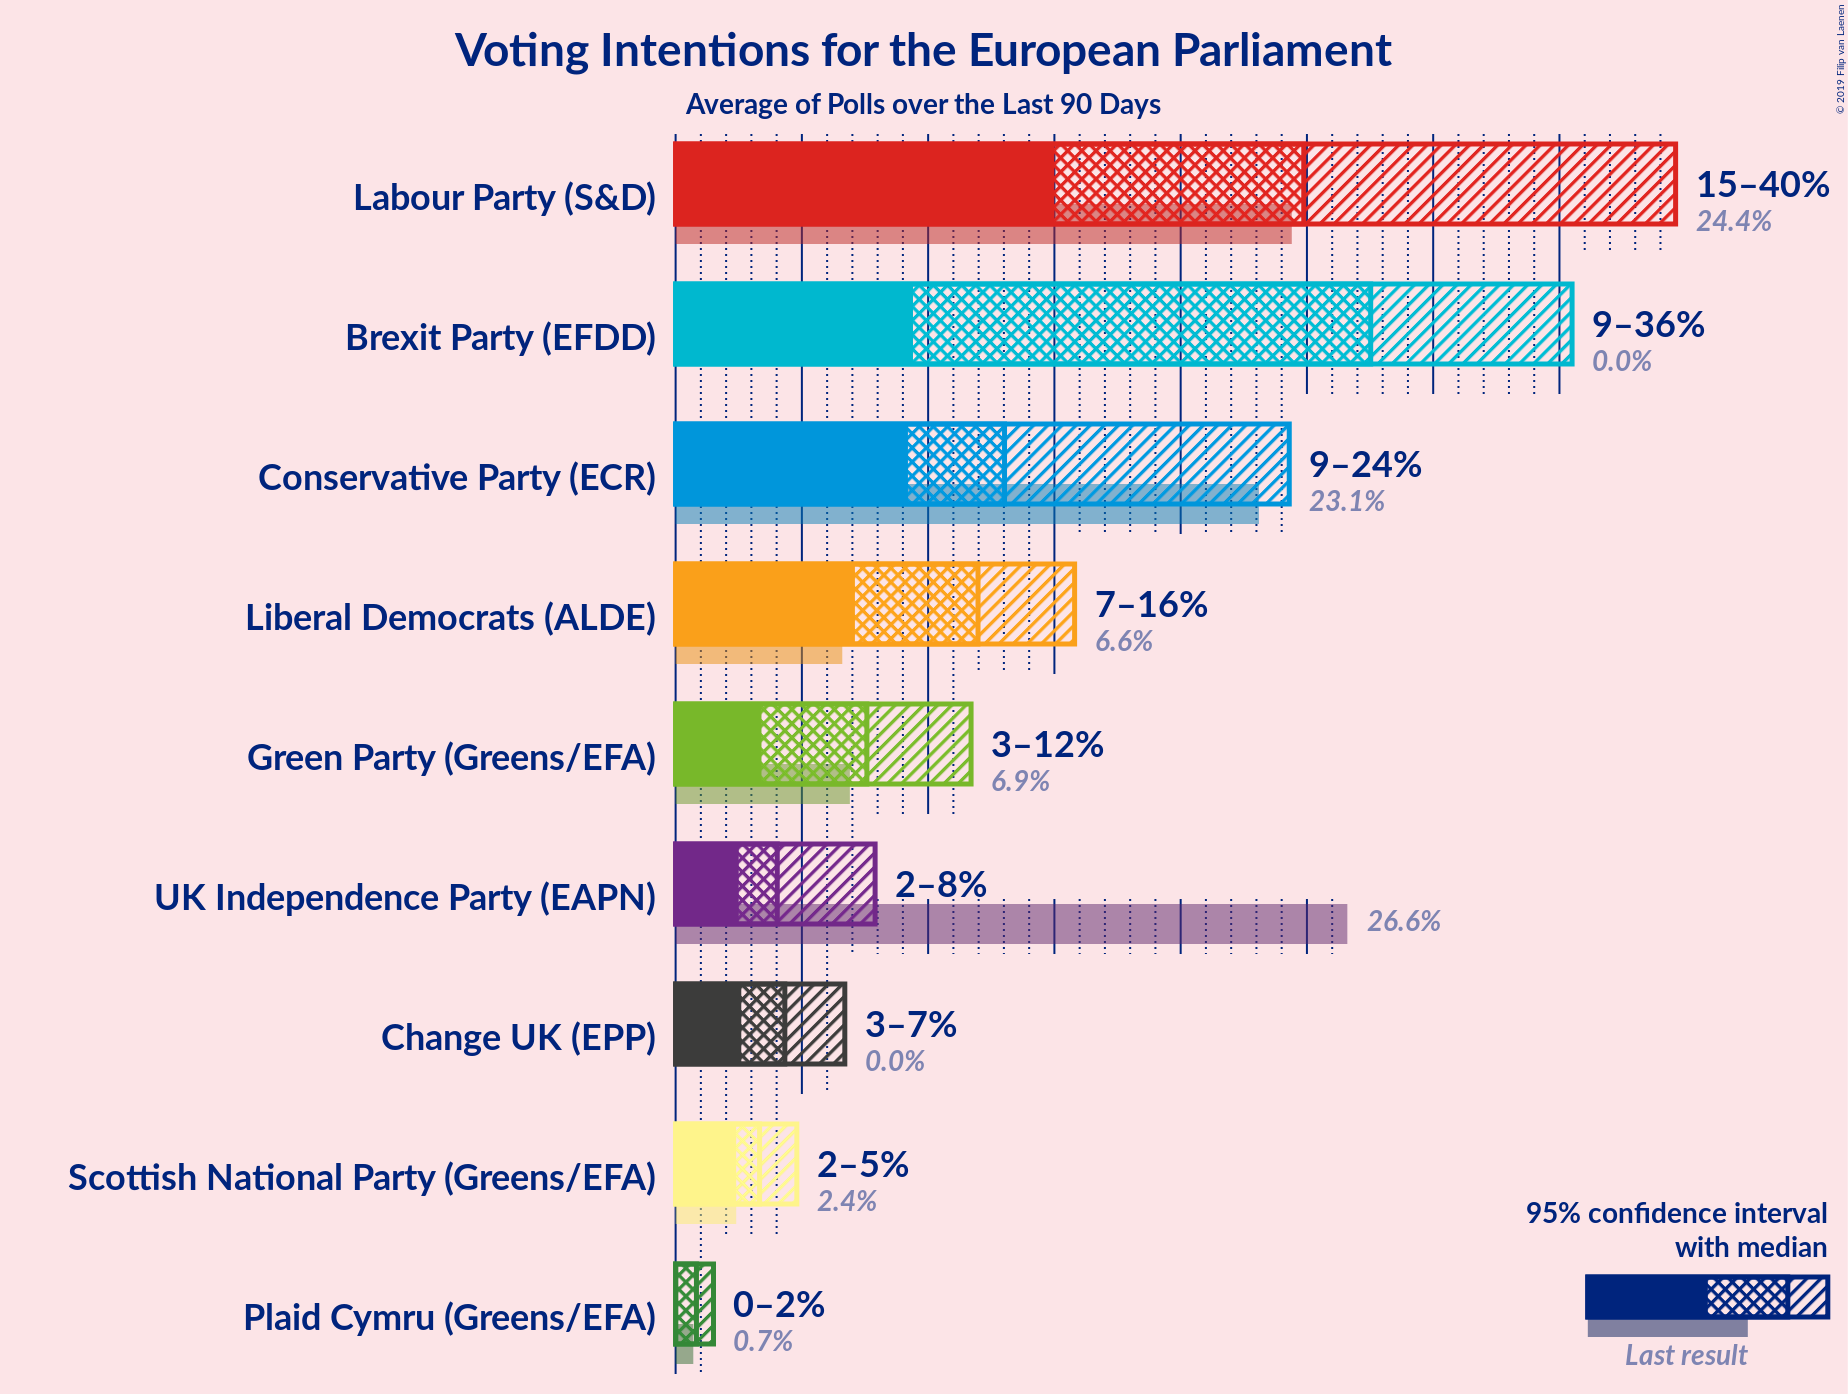 Voting Intentions for the European Parliament
Average of Polls over the Last 90 Days
© 2019 Filip van Laenen
Labour Party (S&D)
15–40%
24.4%
Brexit Party (EFDD)
9–36%
0.0%
Conservative Party (ECR)
9–24%
23.1%
Liberal Democrats (ALDE)
7–16%
6.6%
Green Party (Greens/EFA)
3–12%
6.9%
UK Independence Party (EAPN)
2–8%
26.6%
Change UK (EPP)
3–7%
0.0%
Scottish National Party (Greens/EFA)
2–5%
2.4%
Plaid Cymru (Greens/EFA)
0–2%
0.7%
95% confidence interval
with median
Last result